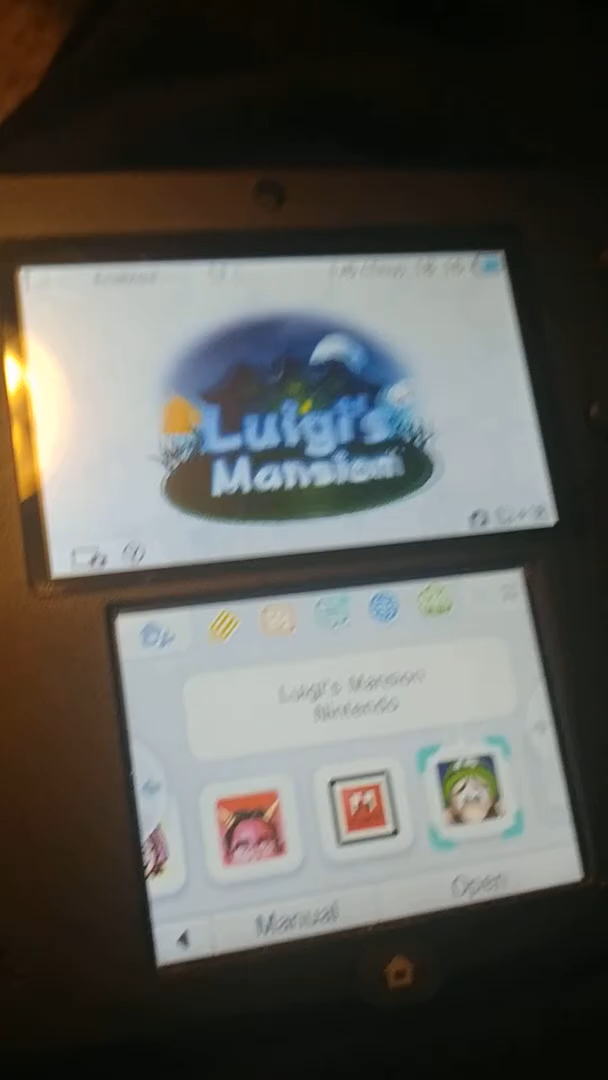 Luigi's
Mansion
Luigi's Mansion
Nintendo
Manual
Open